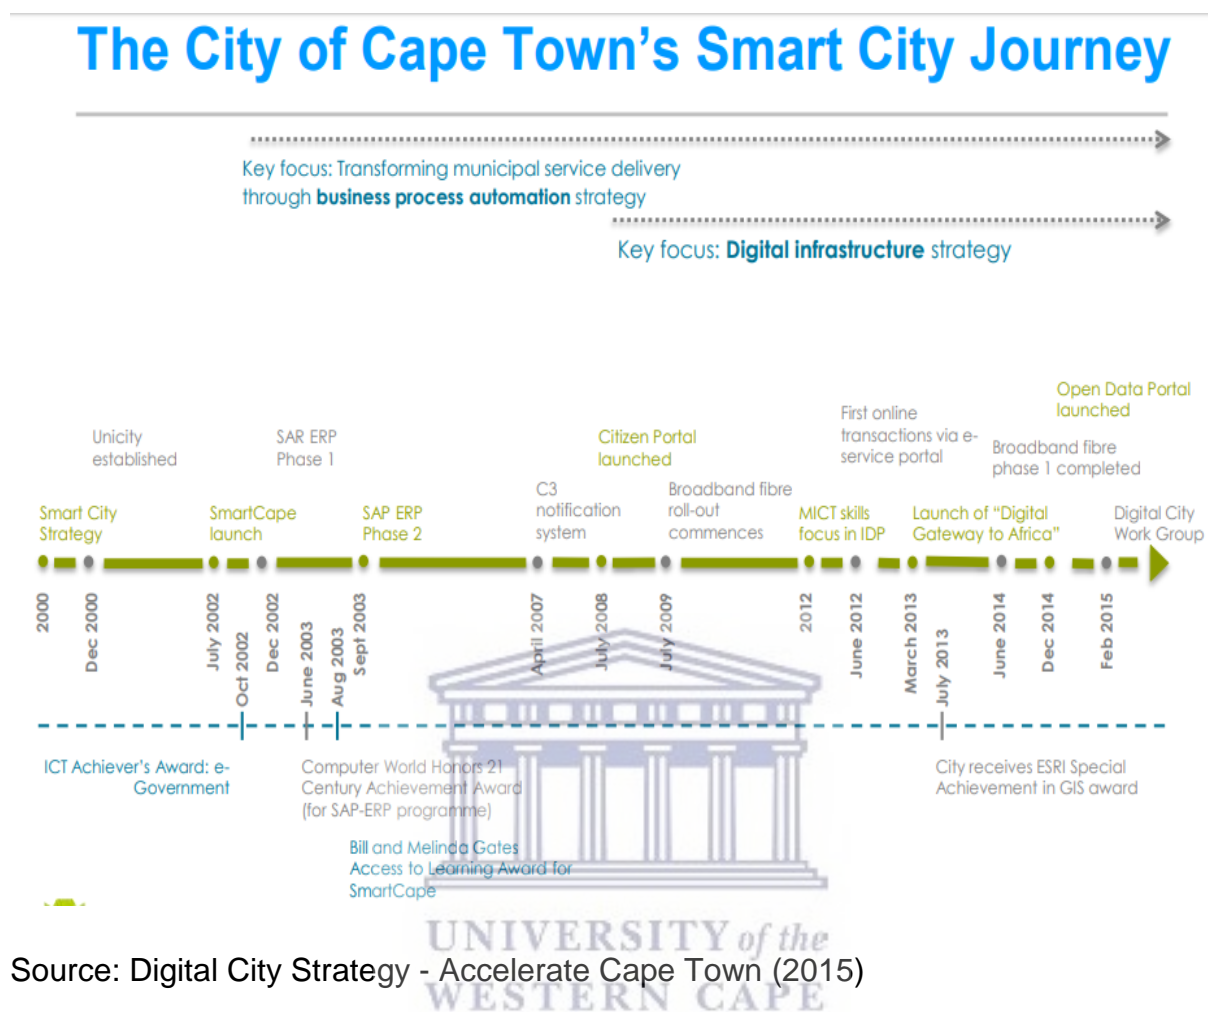 The City of Cape Town's Smart City Journey
Key focus: Transforming municipal service delivery
through business process automation strategy
Key focus: Digital infrastructure strategy
Smart City
Strategy
Unicity
established
SmartCape
launch
SAR ERP
Phase 1
SAP ERP
Phase 2
C3
notification
system
Citizen Portal
launched
Broadband fibre
roll-out
commences
MICT skills
focus in IDP
First online
transactions via e-
service portal
Launch of "Digital
Gateway to Africa"
Broadband fibre
phase 1 completed
Open Data Portal
launched
Digital City
Work Group
2000
Dec 2000
July 2002
Oct 2002
Dec 2002
June 2003
Aug 2003
Sept 2003
April 2007
July 2008
July 2009
2012
June 2012
March 2013
July 2013
June 2014
Dec 2014
Feb 2015
ICT Achiever's Award: e-
Government
Computer World Honors 21
Century Achievement Award
(for SAP-ERP programme)
Bill and Melinda Gates
Access to Learning Award for
SmartCape
City receives ESRI Special
Achievement in GIS award
UNIVERSITY of the
WESTERN CAPE
Source: Digital City Strategy - Accelerate Cape Town (2015)